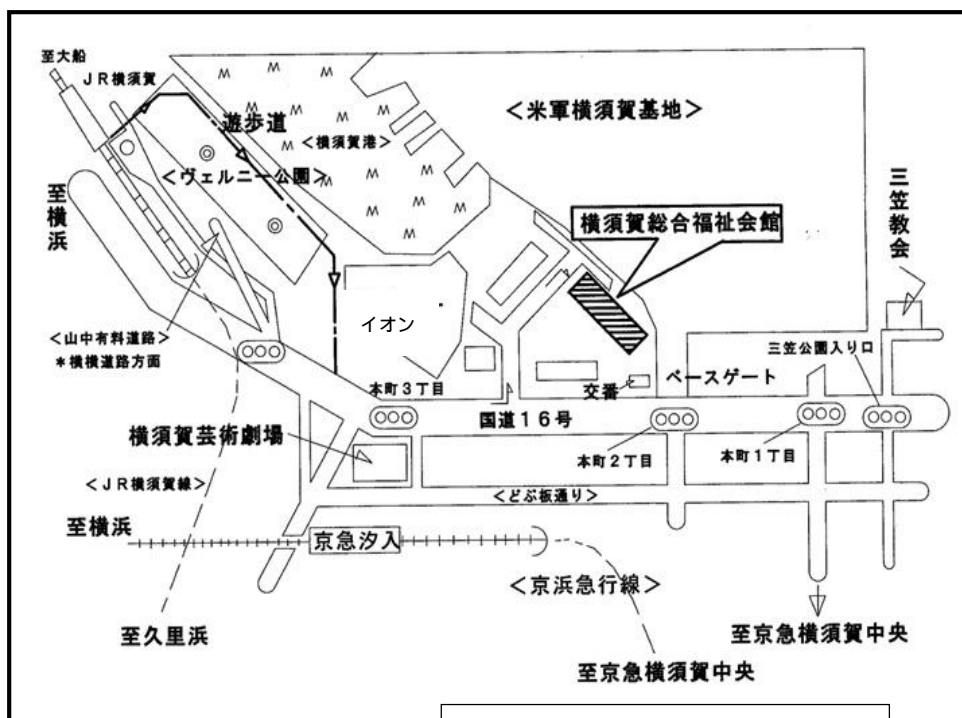 至大船
JR横須賀
遊歩道
＜横須賀港＞
＜米軍横須賀基地＞
＜ヴェルニー公園＞
至横浜
横須賀総合福祉会館
三笠教会
イオン
＜山中有料道路＞
＊横横道路方面
三笠公園入り口
本町３丁目
交番
ベースゲート
国道１６号
横須賀芸術劇場
本町２丁目
本町１丁目
＜JR横須賀線＞
＜どぶ板通り＞
至横浜
京急汐入
＜京浜急行線＞
至久里浜
至京急横須賀中央
至京急横須賀中央